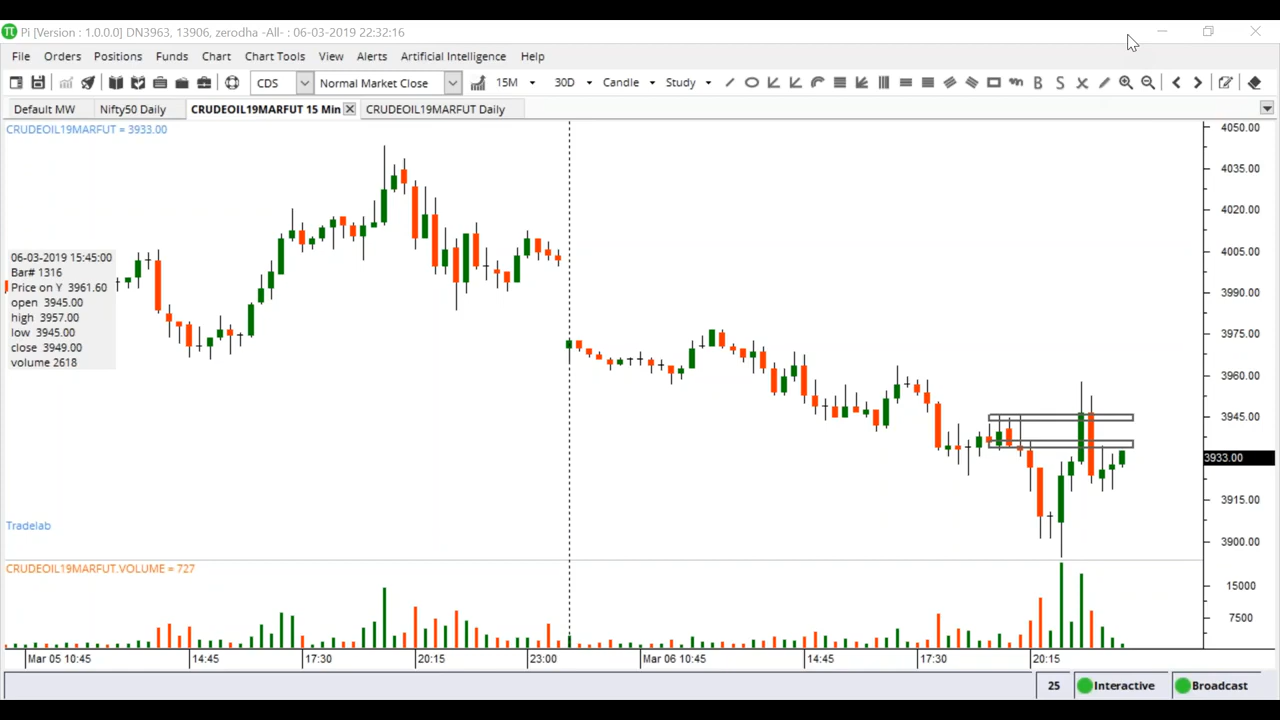 Pi [Version : 1.0.0.0] DN3963, 13906, zerodha -All- : 06-03-2019 22:32:16
File Orders Positions Funds Chart Chart Tools View Alerts Artificial Intelligence Help
CDS Normal Market Close 15M 30D Candle Study B S
Default MW Nifty50 Daily CRUDEOIL19MARFUT 15 Min CRUDEOIL19MARFUT Daily
CRUDEOIL19MARFUT = 3933.00
4050.00
4035.00
4020.00
4005.00
3990.00
3975.00
3960.00
3945.00
3933.00
3915.00
3900.00
06-03-2019 15:45:00
Bar# 1316
Price on Y 3961.60
open 3945.00
high 3957.00
low 3945.00
close 3949.00
volume 2618
Tradelab
CRUDEOIL19MARFUT.VOLUME = 727
15000
7500
Mar 05 10:45 14:45 17:30 20:15 23:00 Mar 06 10:45 14:45 17:30 20:15
25 Interactive Broadcast